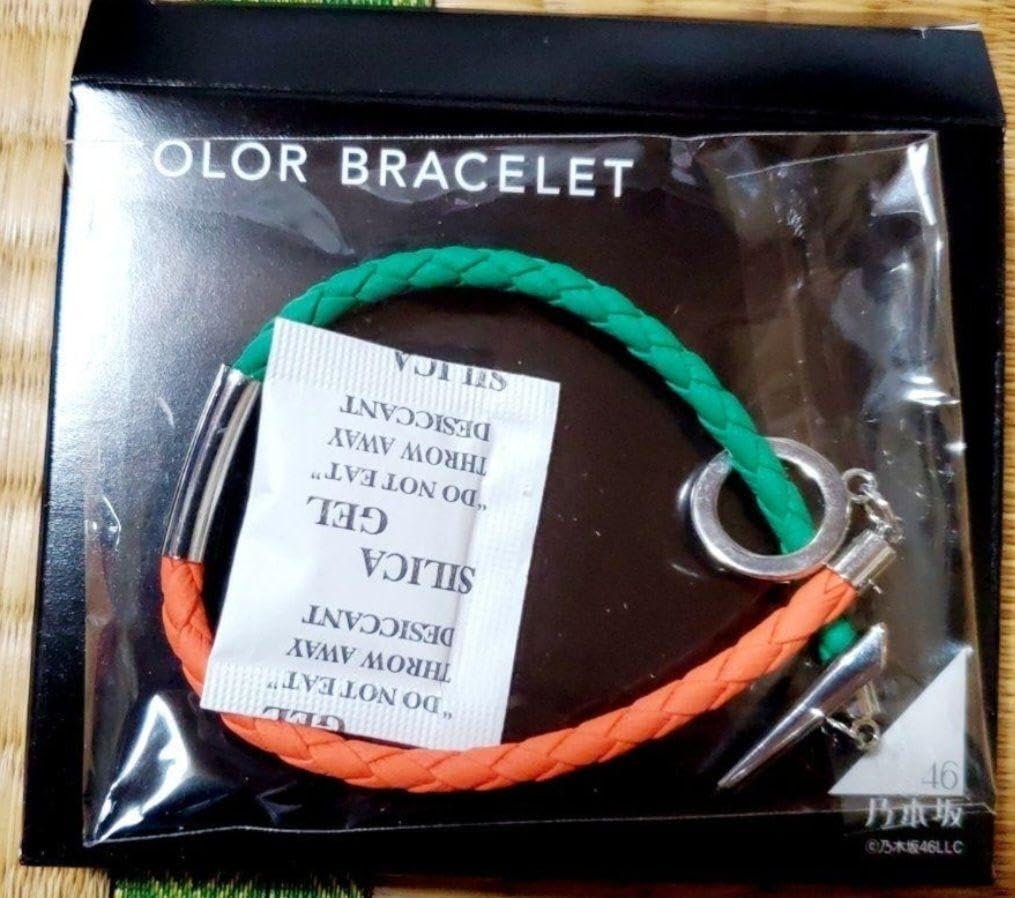 OLOR BRACELET
SILICA
DESICCANT
THROW AWAY
"DO NOT EAT"
GEL
SILICA
DESICCANT
THROW AWAY
"DO NOT EAT"
GEL
46
乃木坂
©乃木坂46LLC